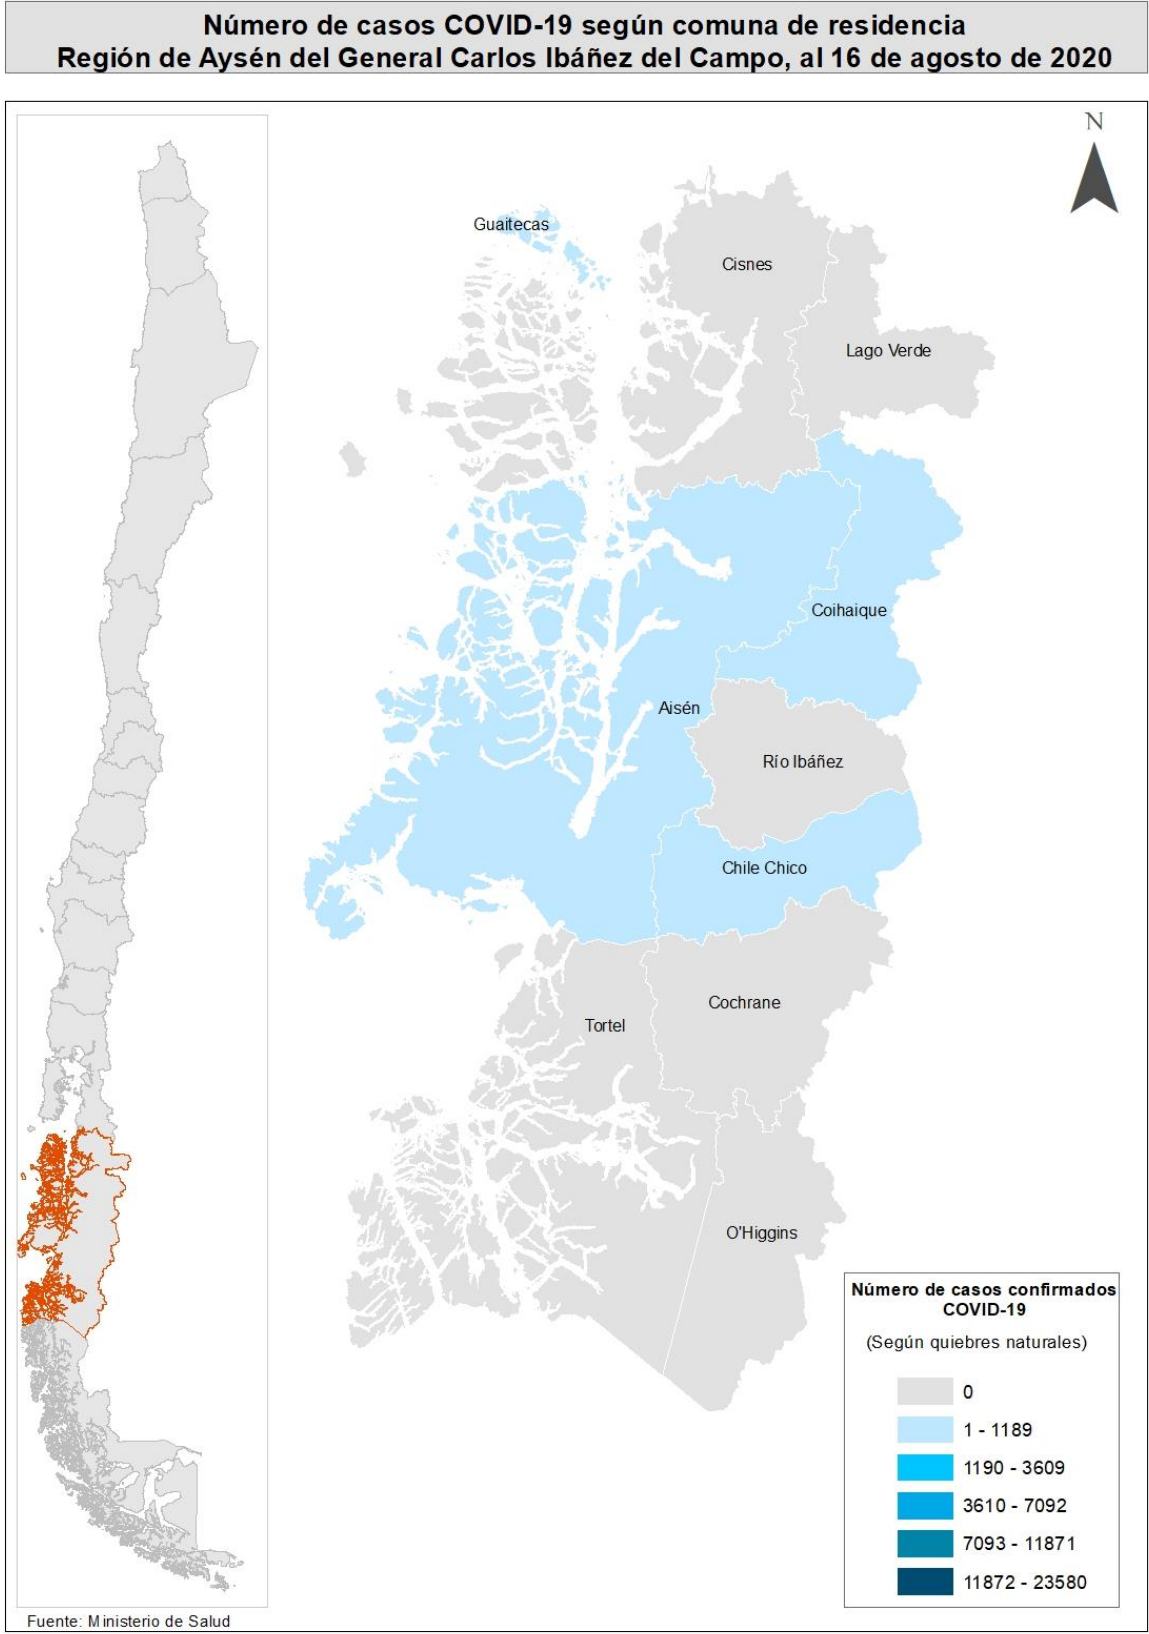 Número de casos COVID-19 según comuna de residencia
Región de Aysén del General Carlos Ibáñez del Campo, al 16 de agosto de 2020
N
Guaitecas
Cisnes
Lago Verde
Coihaique
Aisén
Río Ibáñez
Chile Chico
Cochrane
Tortel
O'Higgins
Número de casos confirmados
COVID-19
(Según quiebres naturales)
0
1 - 1189
1190 - 3609
3610 - 7092
7093 - 11871
11872 - 23580
Fuente: Ministerio de Salud